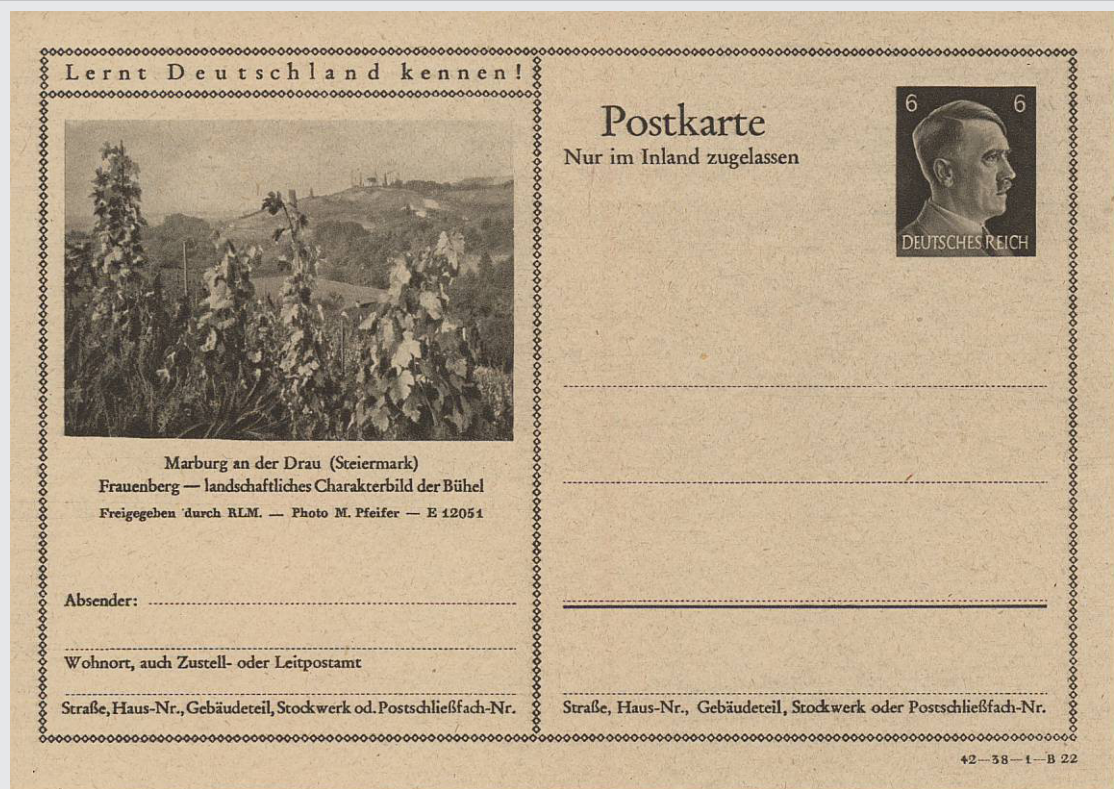 Lernt Deutschland kennen!
Marburg an der Drau (Steiermark)
Frauenberg — landschaftliches Charakterbild der Bühel
Freigegeben durch RLM. — Photo M. Pfeifer — E 12051
Absender:
Wohnort, auch Zustell- oder Leitpostamt
Straße, Haus-Nr., Gebäudeteil, Stockwerk od. Postschließfach-Nr.
Postkarte
Nur im Inland zugelassen
6 6
DEUTSCHES REICH
Straße, Haus-Nr., Gebäudeteil, Stockwerk oder Postschließfach-Nr.
42—38—1—B 22